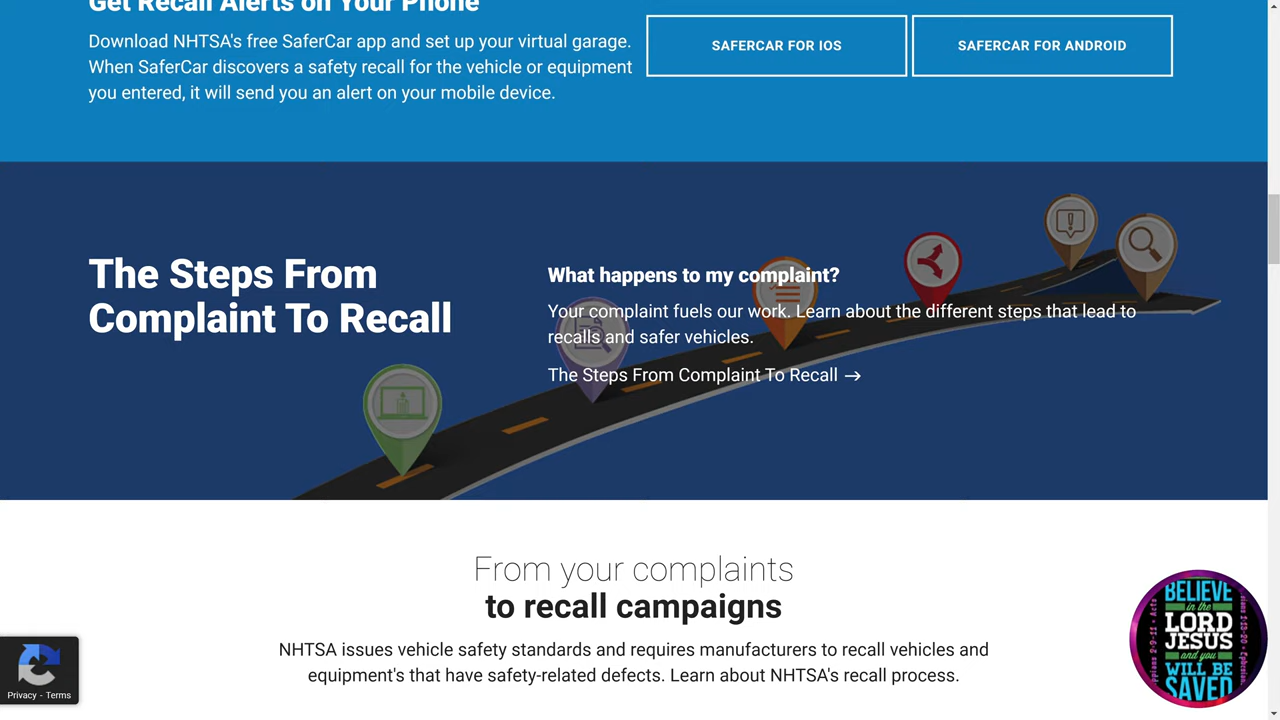 Get Recall Alerts on Your Phone
Download NHTSA's free SaferCar app and set up your virtual garage.
When SaferCar discovers a safety recall for the vehicle or equipment
you entered, it will send you an alert on your mobile device.
SAFERCAR FOR IOS
SAFERCAR FOR ANDROID
The Steps From
Complaint To Recall
What happens to my complaint?
Your complaint fuels our work. Learn about the different steps that lead to
recalls and safer vehicles.
The Steps From Complaint To Recall →
From your complaints
to recall campaigns
NHTSA issues vehicle safety standards and requires manufacturers to recall vehicles and
equipment's that have safety-related defects. Learn about NHTSA's recall process.
Privacy - Terms
BELIEVE
in the
LORD
JESUS
and you
WILL BE
SAVED